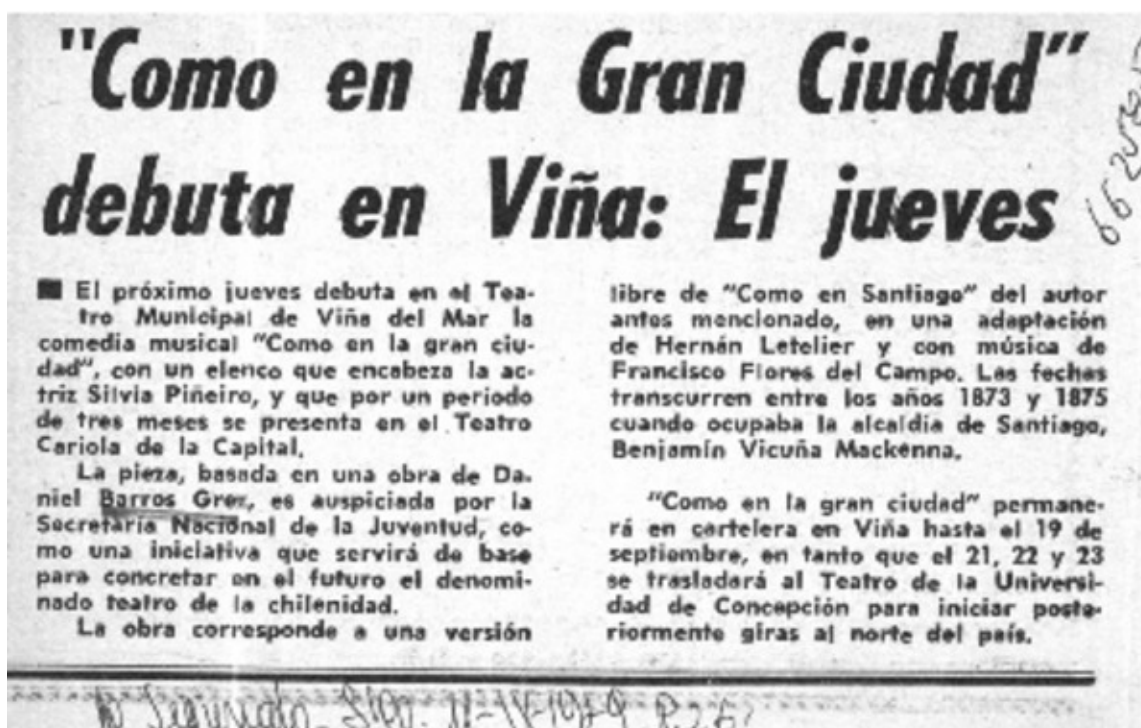 "Como en la Gran Ciudad"
debuta en Viña: El jueves
El próximo jueves debuta en el Tea-
tro Municipal de Viña del Mar la
comedia musical "Como en la gran ciu-
dad", con un elenco que encabeza la ac-
triz Silvia Piñeiro, y que por un periodo
de tres meses se presenta en el Teatro
Cariola de la Capital.
La pieza, basada en una obra de Da-
niel Barros Grez, es auspiciada por la
Secretaría Nacional de la Juventud, co-
mo una iniciativa que servirá de base
para concretar en el futuro el denomi-
nado teatro de la chilenidad.
La obra corresponde a una versión
libre de "Como en Santiago" del autor
antes mencionado, en una adaptación
de Hernán Letelier y con música de
Francisco Flores del Campo. Las fechas
transcurren entre los años 1873 y 1875
cuando ocupaba la alcaldía de Santiago,
Benjamín Vicuña Mackenna.
"Como en la gran ciudad" permane-
rá en cartelera en Viña hasta el 19 de
septiembre, en tanto que el 21, 22 y 23
se trasladará al Teatro de la Universi-
dad de Concepción para iniciar poste-
riormente giras al norte del país.